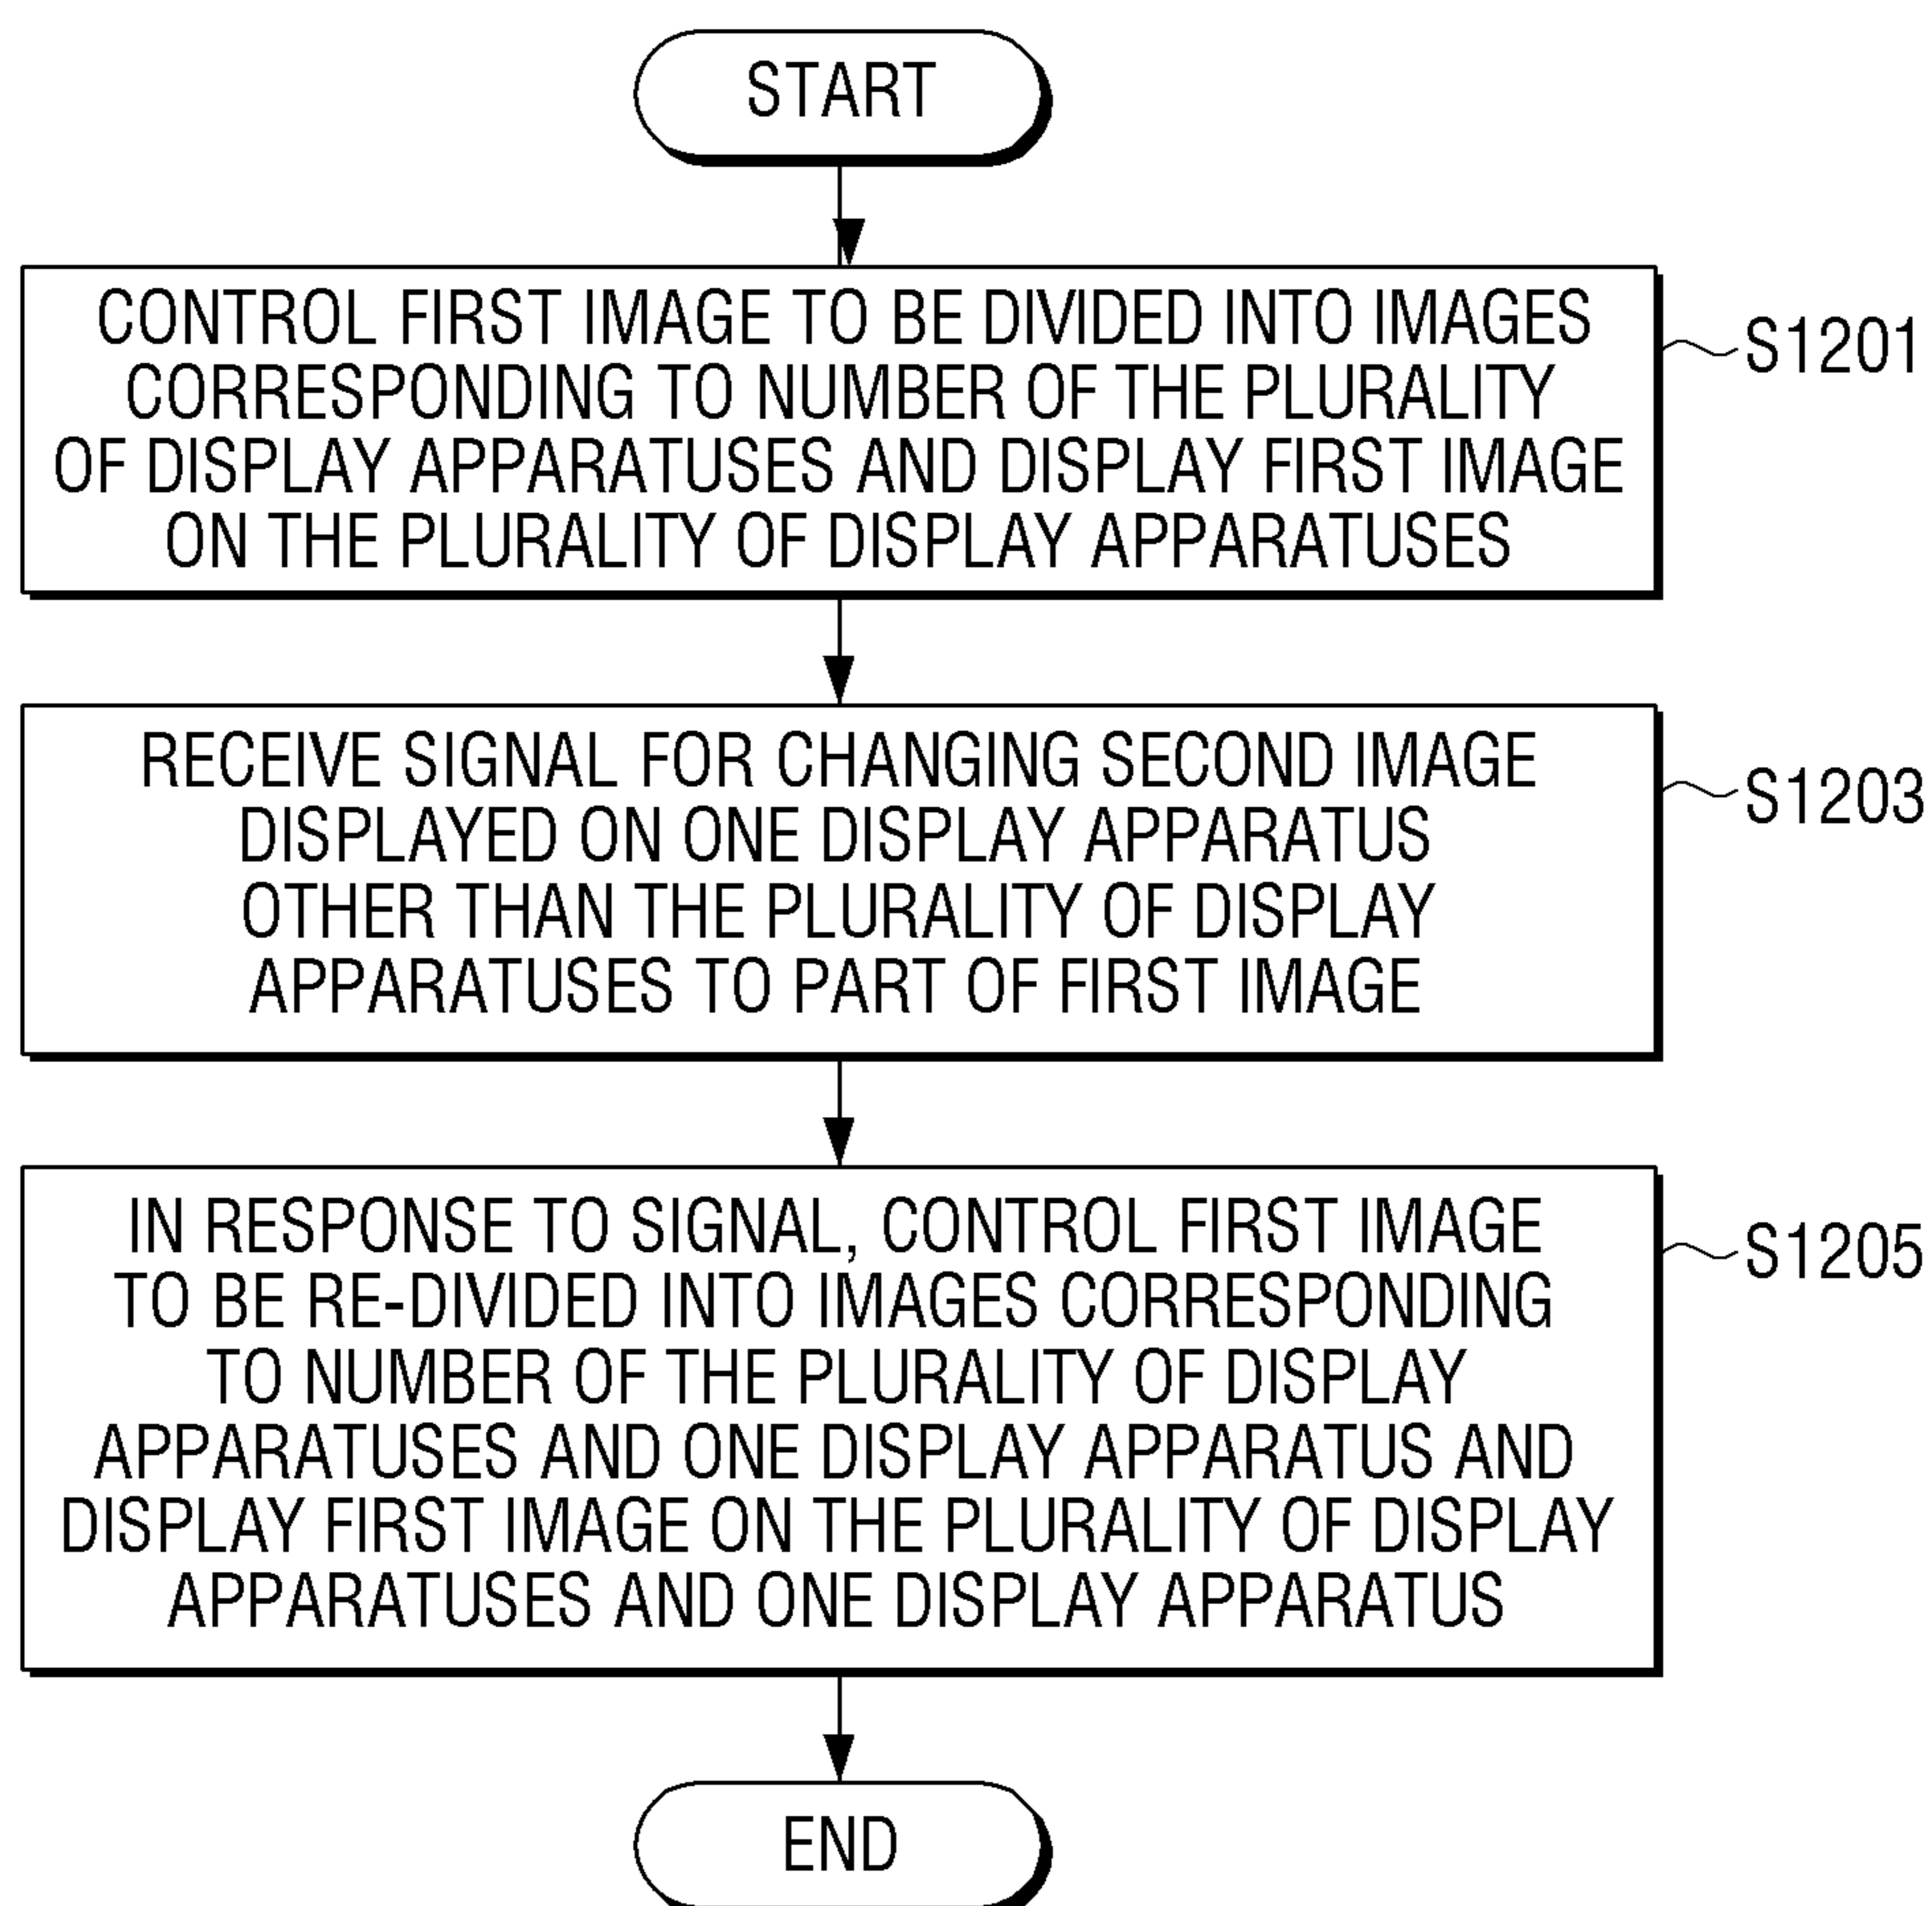 START
CONTROL FIRST IMAGE TO BE DIVIDED INTO IMAGES
CORRESPONDING TO NUMBER OF THE PLURALITY
OF DISPLAY APPARATUSES AND DISPLAY FIRST IMAGE
ON THE PLURALITY OF DISPLAY APPARATUSES
S1201
RECEIVE SIGNAL FOR CHANGING SECOND IMAGE
DISPLAYED ON ONE DISPLAY APPARATUS
OTHER THAN THE PLURALITY OF DISPLAY
APPARATUSES TO PART OF FIRST IMAGE
S1203
IN RESPONSE TO SIGNAL, CONTROL FIRST IMAGE
TO BE RE-DIVIDED INTO IMAGES CORRESPONDING
TO NUMBER OF THE PLURALITY OF DISPLAY
APPARATUSES AND ONE DISPLAY APPARATUS AND
DISPLAY FIRST IMAGE ON THE PLURALITY OF DISPLAY
APPARATUSES AND ONE DISPLAY APPARATUS
S1205
END